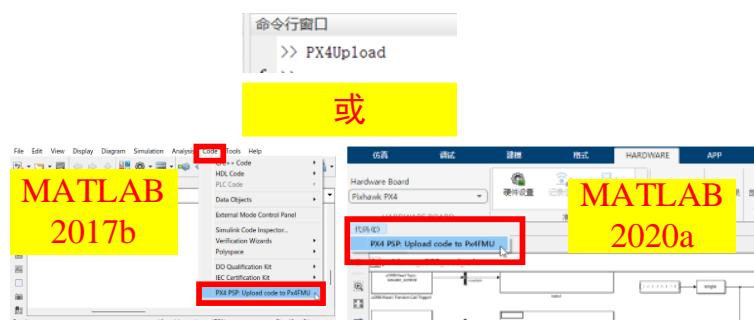 命令行窗口
>> PX4Upload
>>
或
File Edit View Display Diagram Simulation Analysis Code Tools Help
C/C++ Code
HDL Code
PLC Code
Data Objects
External Mode Control Panel
Simulink Code Inspector...
Verification Wizards
Polyspace
DO Qualification Kit
IEC Certification Kit
PX4 PSP: Upload code to Px4FMU
MATLAB
2017b
仿真 调试 建模 格式 HARDWARE APP
Hardware Board
Pixhawk PX4
硬件设置
HARDWARE BOARD
代码(C)
PX4 PSP: Upload code to Px4FMU
MATLAB
2020a
single